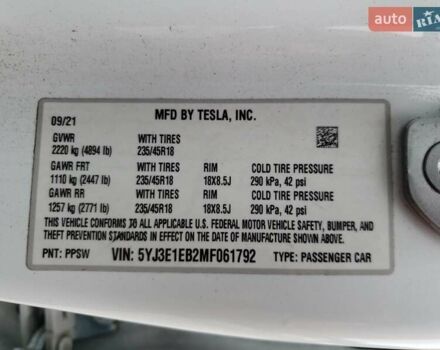 auto RIA
MFD BY TESLA, INC.
09/21
GVWR WITH TIRES
2220 kg (4894 lb) 235/45R18
GAWR FRT WITH TIRES RIM COLD TIRE PRESSURE
1110 kg (2447 lb) 235/45R18 18X8.5J 290 kPa, 42 psi
GAWR RR WITH TIRES RIM COLD TIRE PRESSURE
1257 kg (2771 lb) 235/45R18 18X8.5J 290 kPa, 42 psi
THIS VEHICLE CONFORMS TO ALL APPLICABLE U.S. FEDERAL MOTOR VEHICLE SAFETY, BUMPER, AND
THEFT PREVENTION STANDARDS IN EFFECT ON THE DATE OF MANUFACTURE SHOWN ABOVE.
PNT: PPSW VIN: 5YJ3E1EB2MF061792 TYPE: PASSENGER CAR